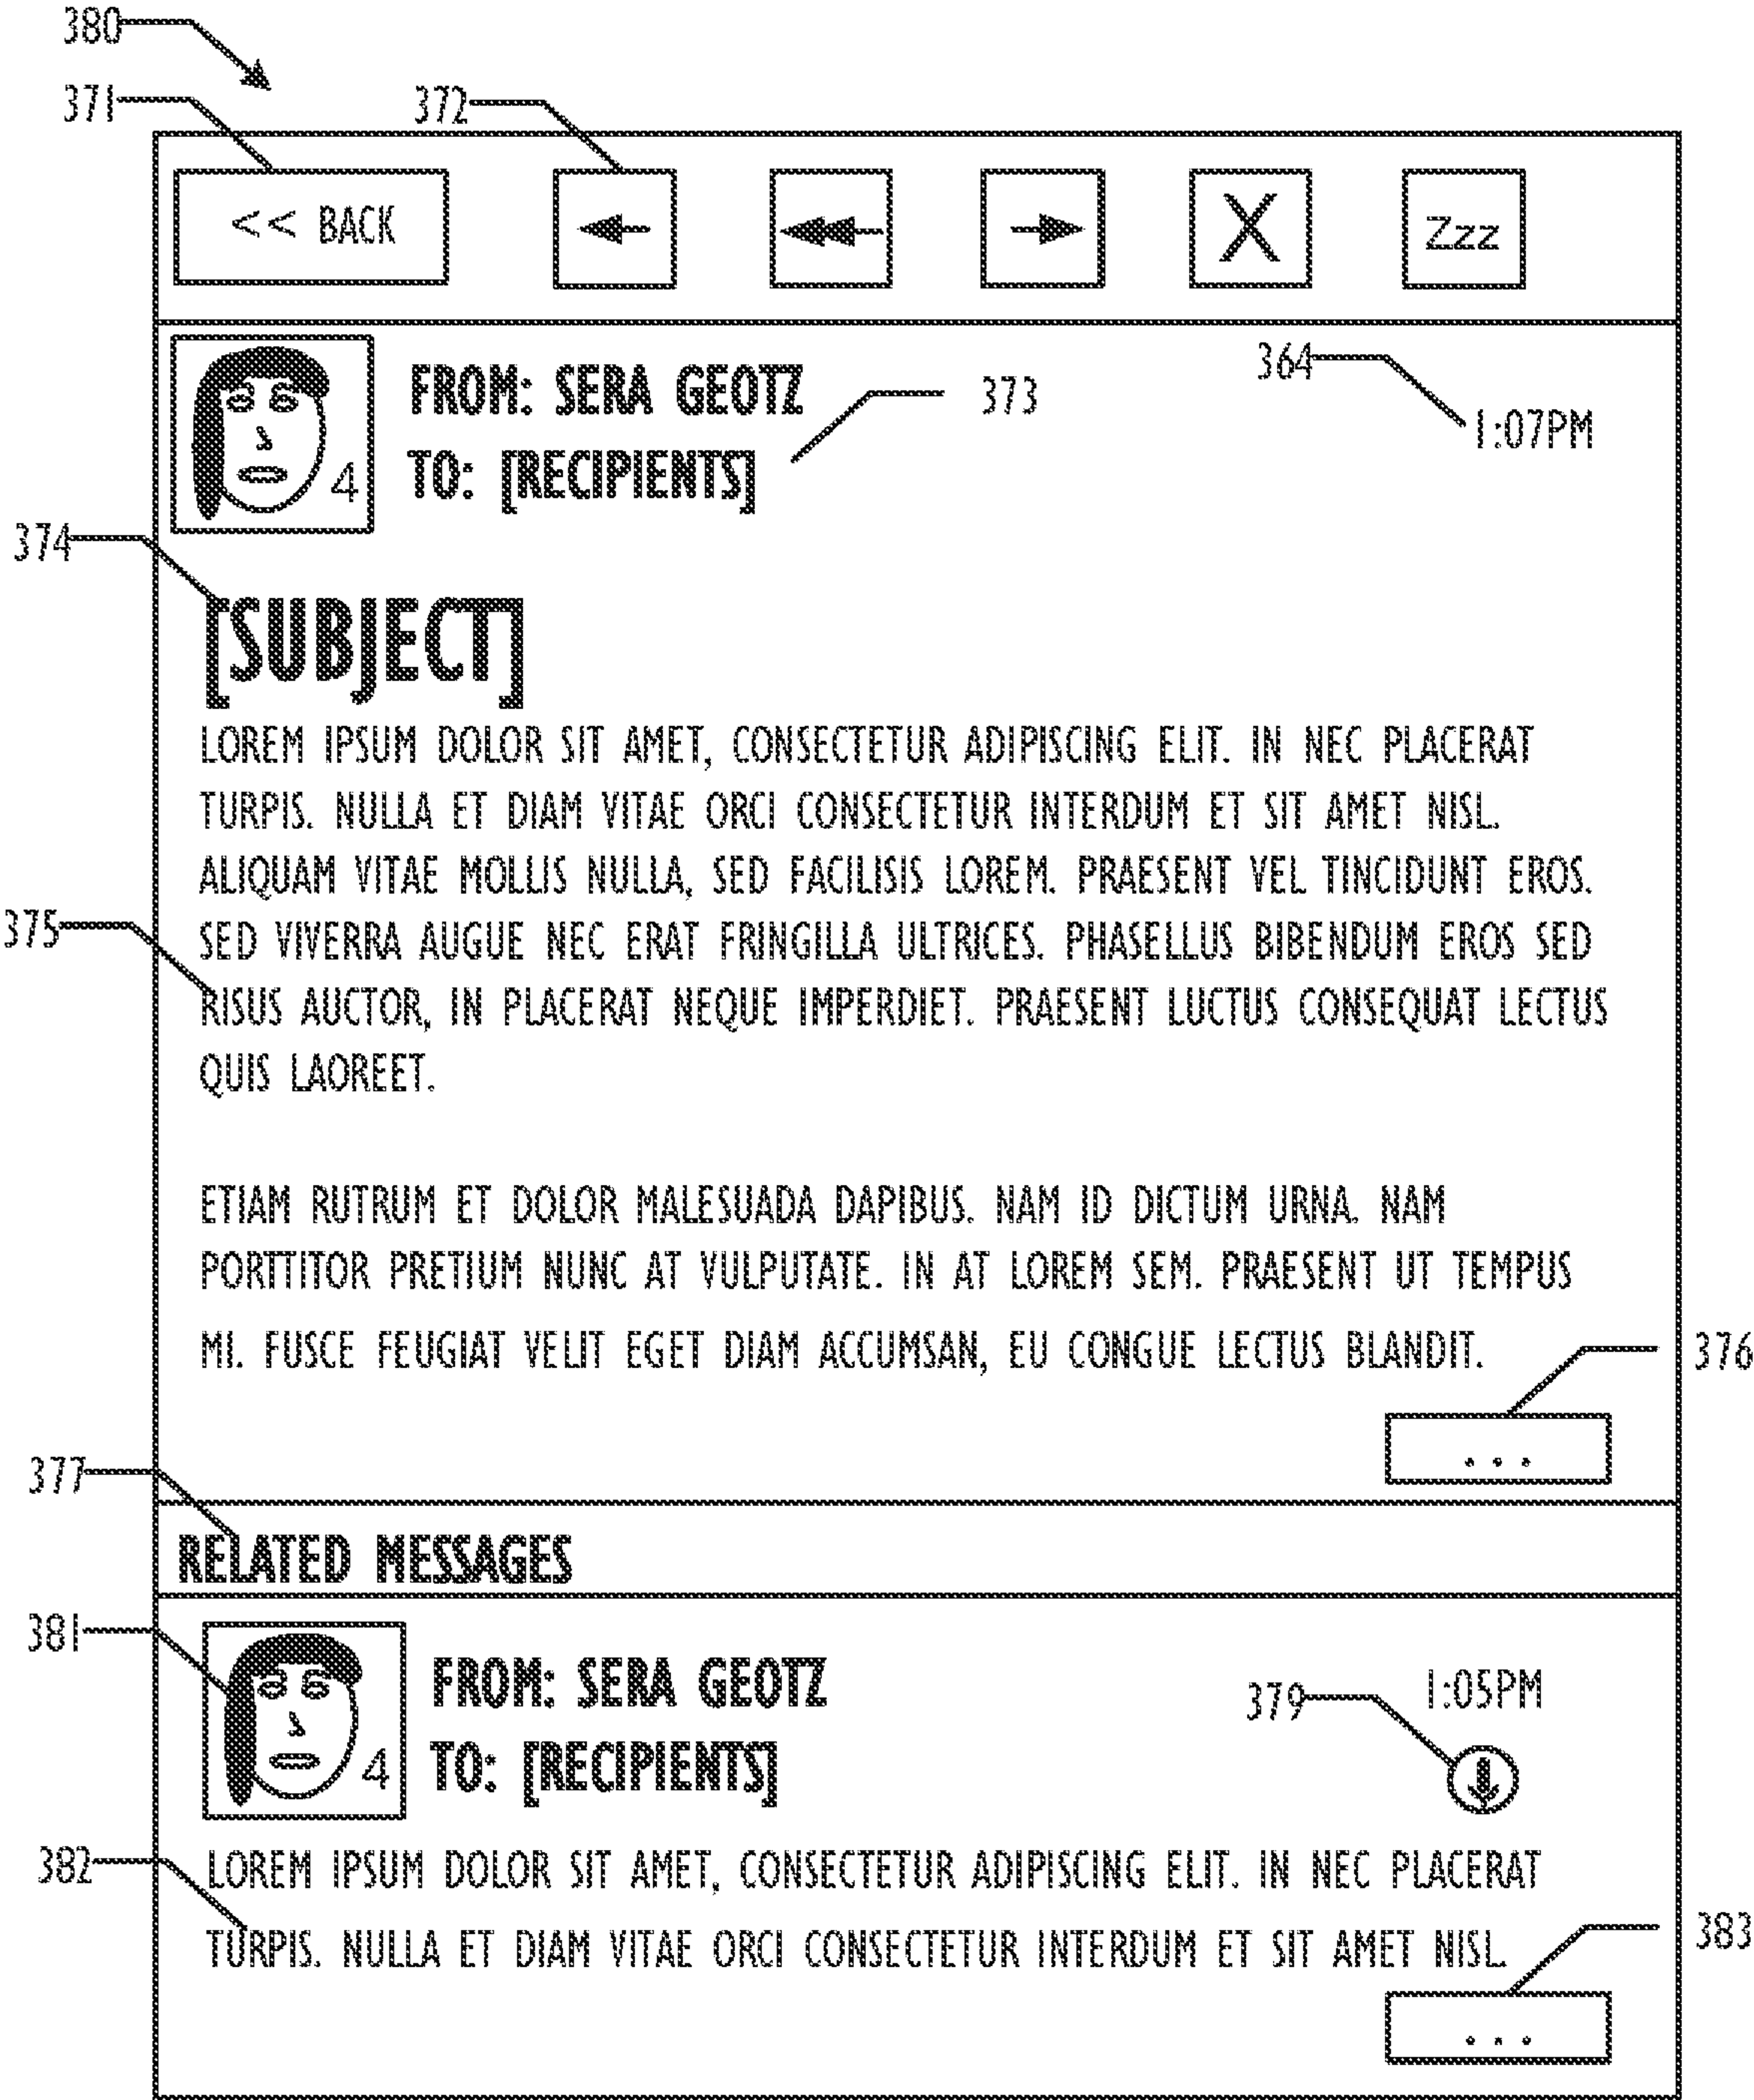 380
371
372
<< BACK
X
Zzz
FROM: SERA GEOTZ
373
364
1:07PM
TO: [RECIPIENTS]
4
374
[SUBJECT]
LOREM IPSUM DOLOR SIT AMET, CONSECTETUR ADIPISCING ELIT. IN NEC PLACERAT
TURPIS. NULLA ET DIAM VITAE ORCI CONSECTETUR INTERDUM ET SIT AMET NISL.
ALIQUAM VITAE MOLLIS NULLA, SED FACILISIS LOREM. PRAESENT VEL TINCIDUNT EROS.
375
SED VIVERRA AUGUE NEC ERAT FRINGILLA ULTRICES. PHASELLUS BIBENDUM EROS SED
RISUS AUCTOR, IN PLACERAT NEQUE IMPERDIET. PRAESENT LUCTUS CONSEQUAT LECTUS
QUIS LAOREET.
ETIAM RUTRUM ET DOLOR MALESUADA DAPIBUS. NAM ID DICTUM URNA. NAM
PORTTITOR PRETIUM NUNC AT VULPUTATE. IN AT LOREM SEM. PRAESENT UT TEMPUS
MI. FUSCE FEUGIAT VELIT EGET DIAM ACCUMSAN, EU CONGUE LECTUS BLANDIT.
376
...
377
RELATED MESSAGES
381
FROM: SERA GEOTZ
379
1:05PM
TO: [RECIPIENTS]
4
382
LOREM IPSUM DOLOR SIT AMET, CONSECTETUR ADIPISCING ELIT. IN NEC PLACERAT
TURPIS. NULLA ET DIAM VITAE ORCI CONSECTETUR INTERDUM ET SIT AMET NISL.
383
...